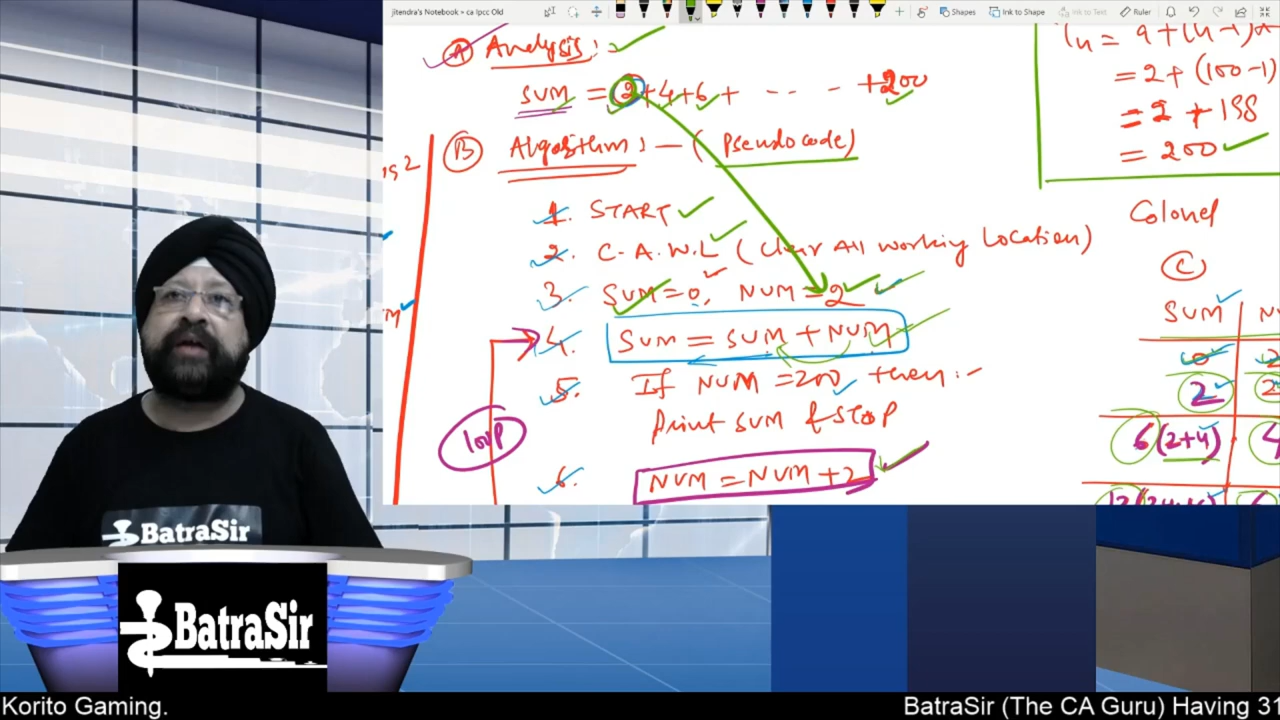 jitendra's Notebook » ca Ipcc Old
Shapes
Ink to Shape
Ink to Text
Ruler
(A) Analysis:
SUM = 2+4+6+ - - - - +200
(B) Algorithm: — (Pseudocode)
1. START
2. C.A.W.L (Clear All Working Location)
3. SUM=0, NUM=2
4. SUM = SUM + NUM
5. If NUM =200 then:-
Print SUM & STOP
loop
6. NUM = NUM +2
= 2 + (100-1)
= 2 + 198
= 200
Colonel
(C)
SUM
0
2
2
6 (2+4)
4
BatraSir
BatraSir
Korito Gaming.
BatraSir (The CA Guru) Having 31